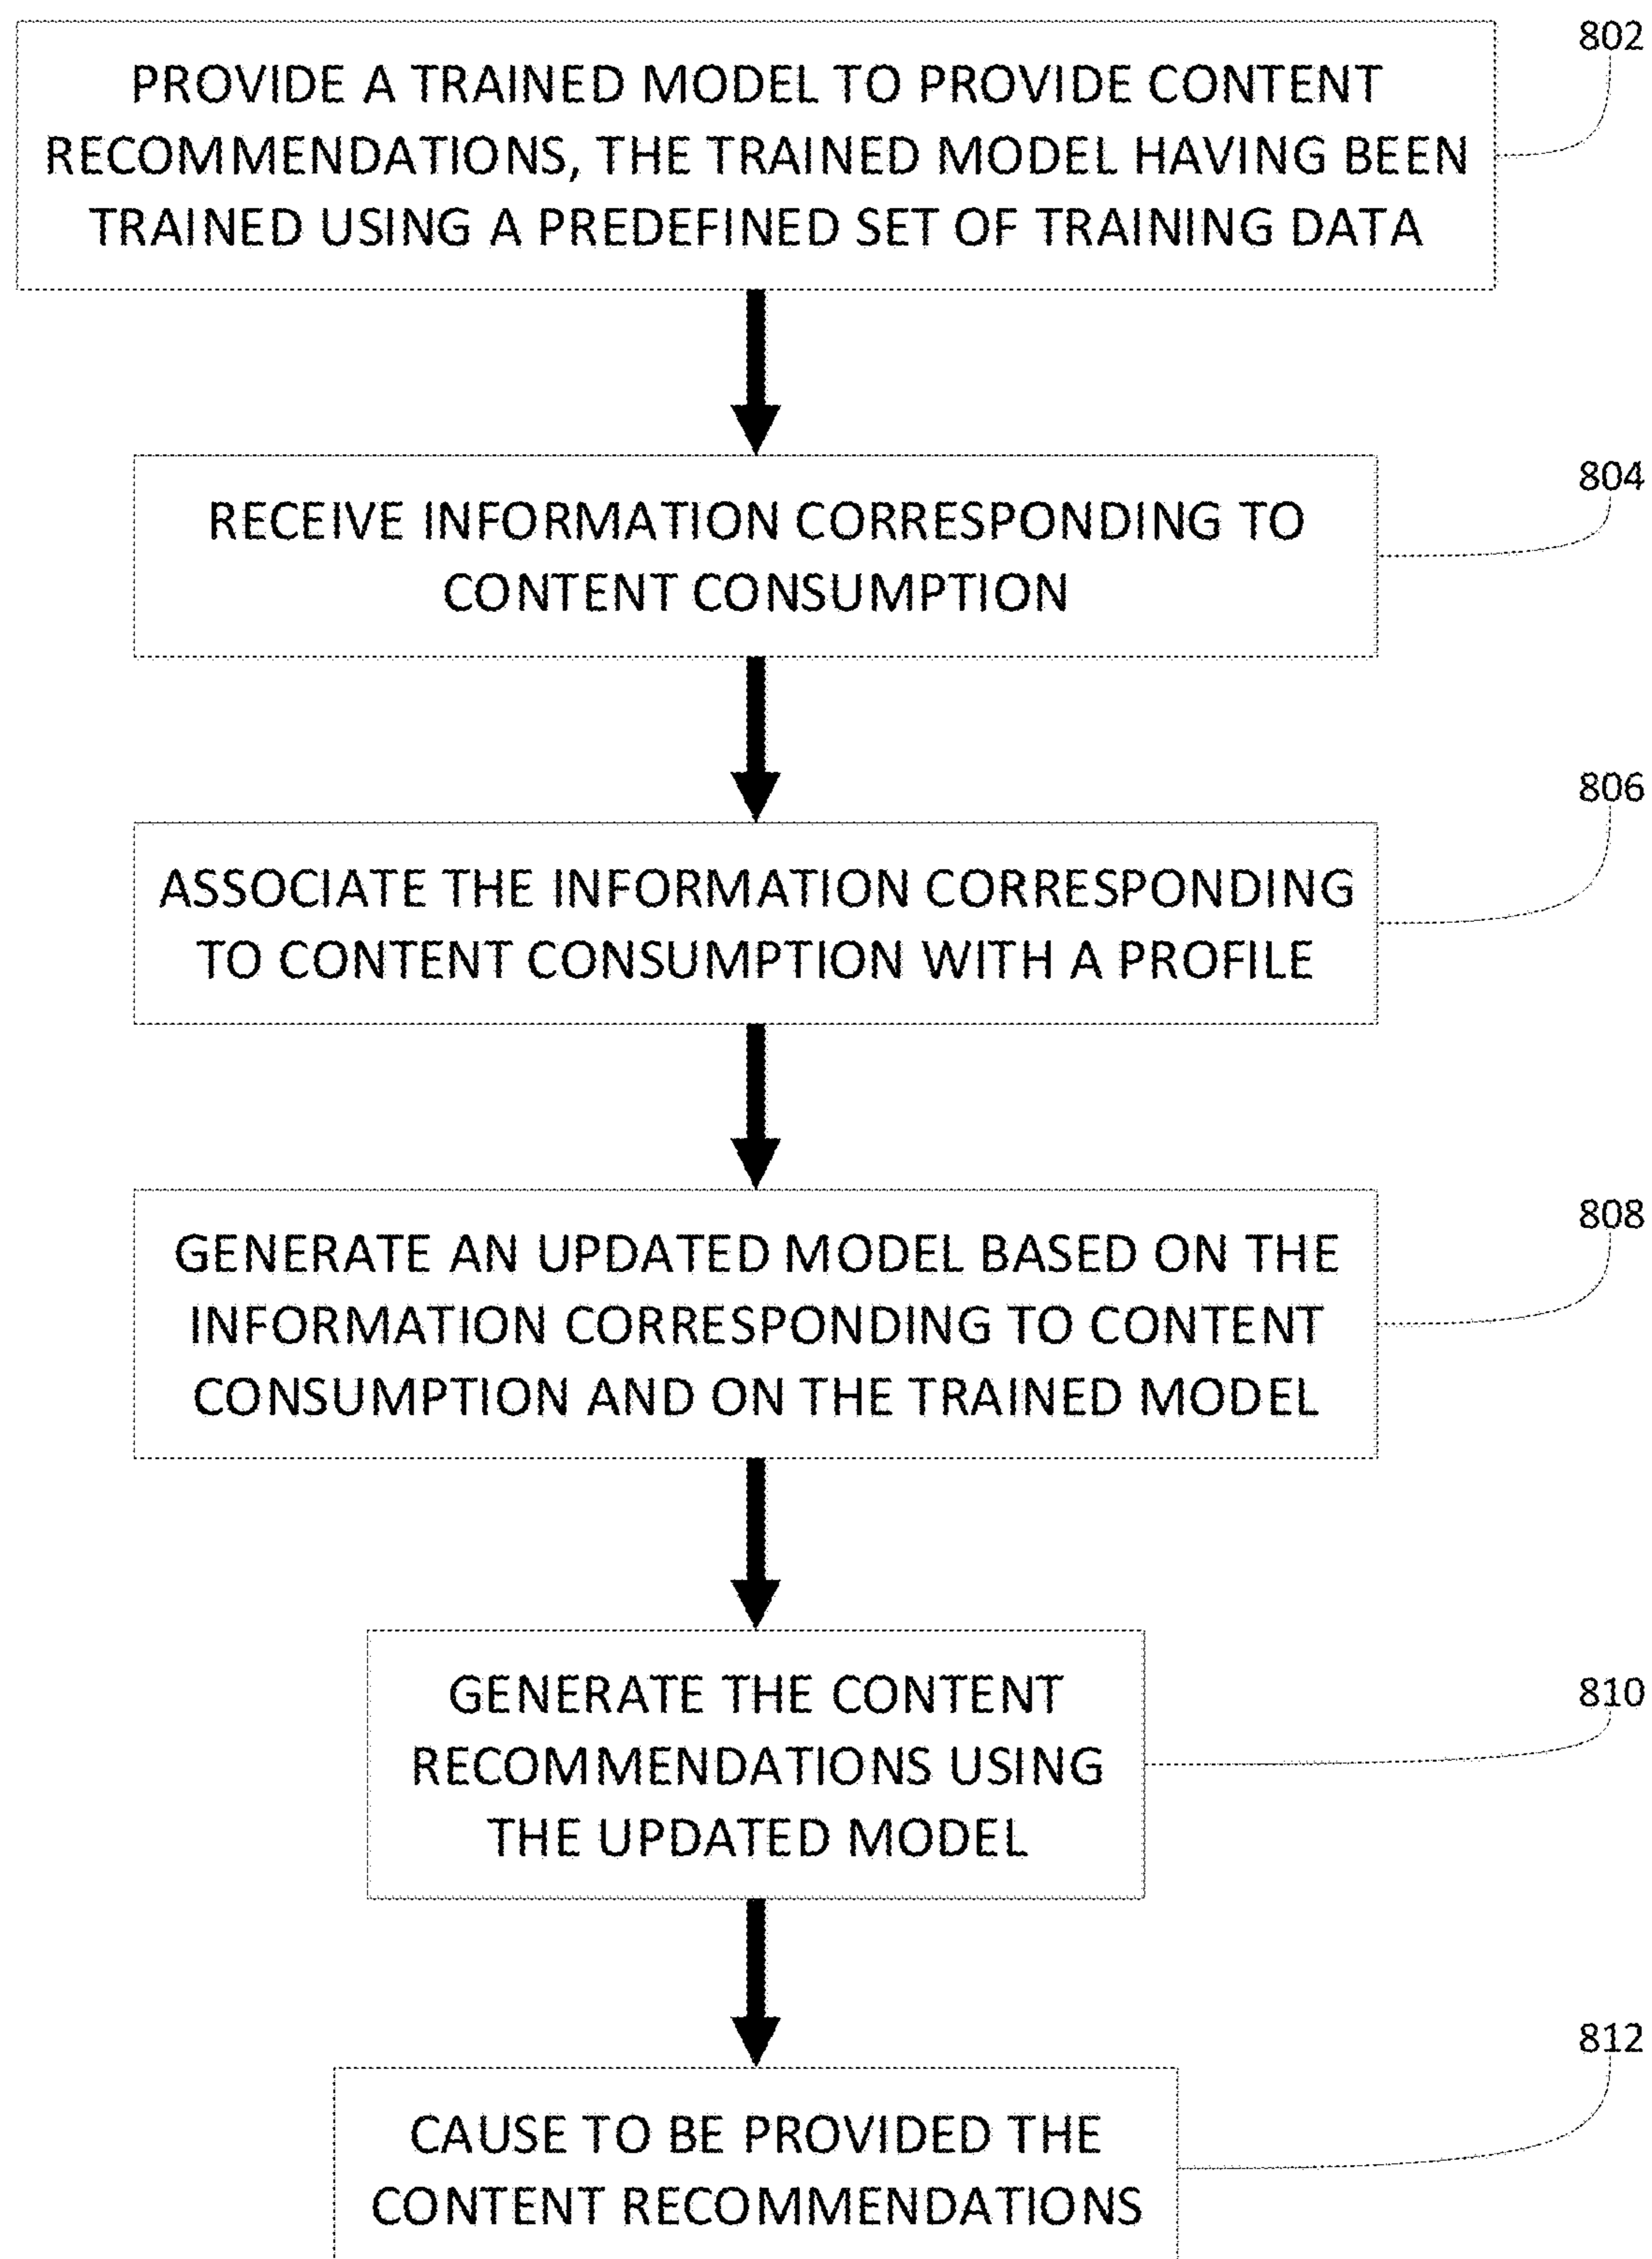 802
PROVIDE A TRAINED MODEL TO PROVIDE CONTENT
RECOMMENDATIONS, THE TRAINED MODEL HAVING BEEN
TRAINED USING A PREDEFINED SET OF TRAINING DATA
804
RECEIVE INFORMATION CORRESPONDING TO
CONTENT CONSUMPTION
806
ASSOCIATE THE INFORMATION CORRESPONDING
TO CONTENT CONSUMPTION WITH A PROFILE
808
GENERATE AN UPDATED MODEL BASED ON THE
INFORMATION CORRESPONDING TO CONTENT
CONSUMPTION AND ON THE TRAINED MODEL
810
GENERATE THE CONTENT
RECOMMENDATIONS USING
THE UPDATED MODEL
812
CAUSE TO BE PROVIDED THE
CONTENT RECOMMENDATIONS